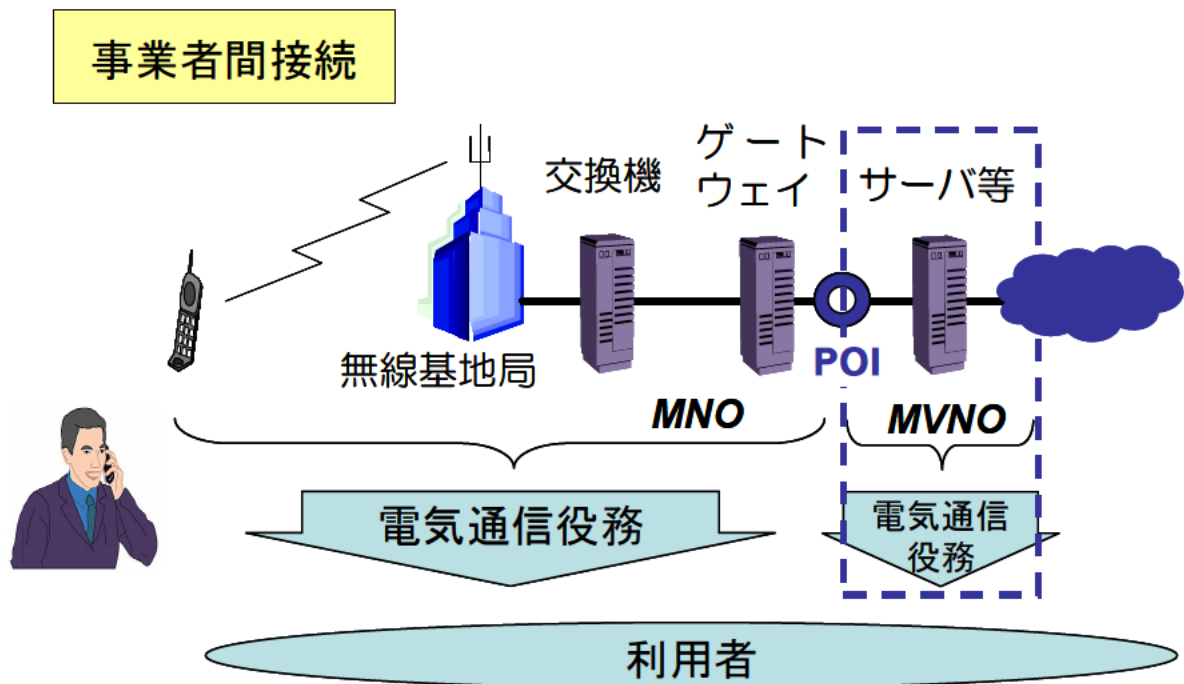 事業者間接続
ゲート
ウェイ
交換機
サーバ等
無線基地局
POI
MNO
MVNO
電気通信役務
電気通信
役務
利用者